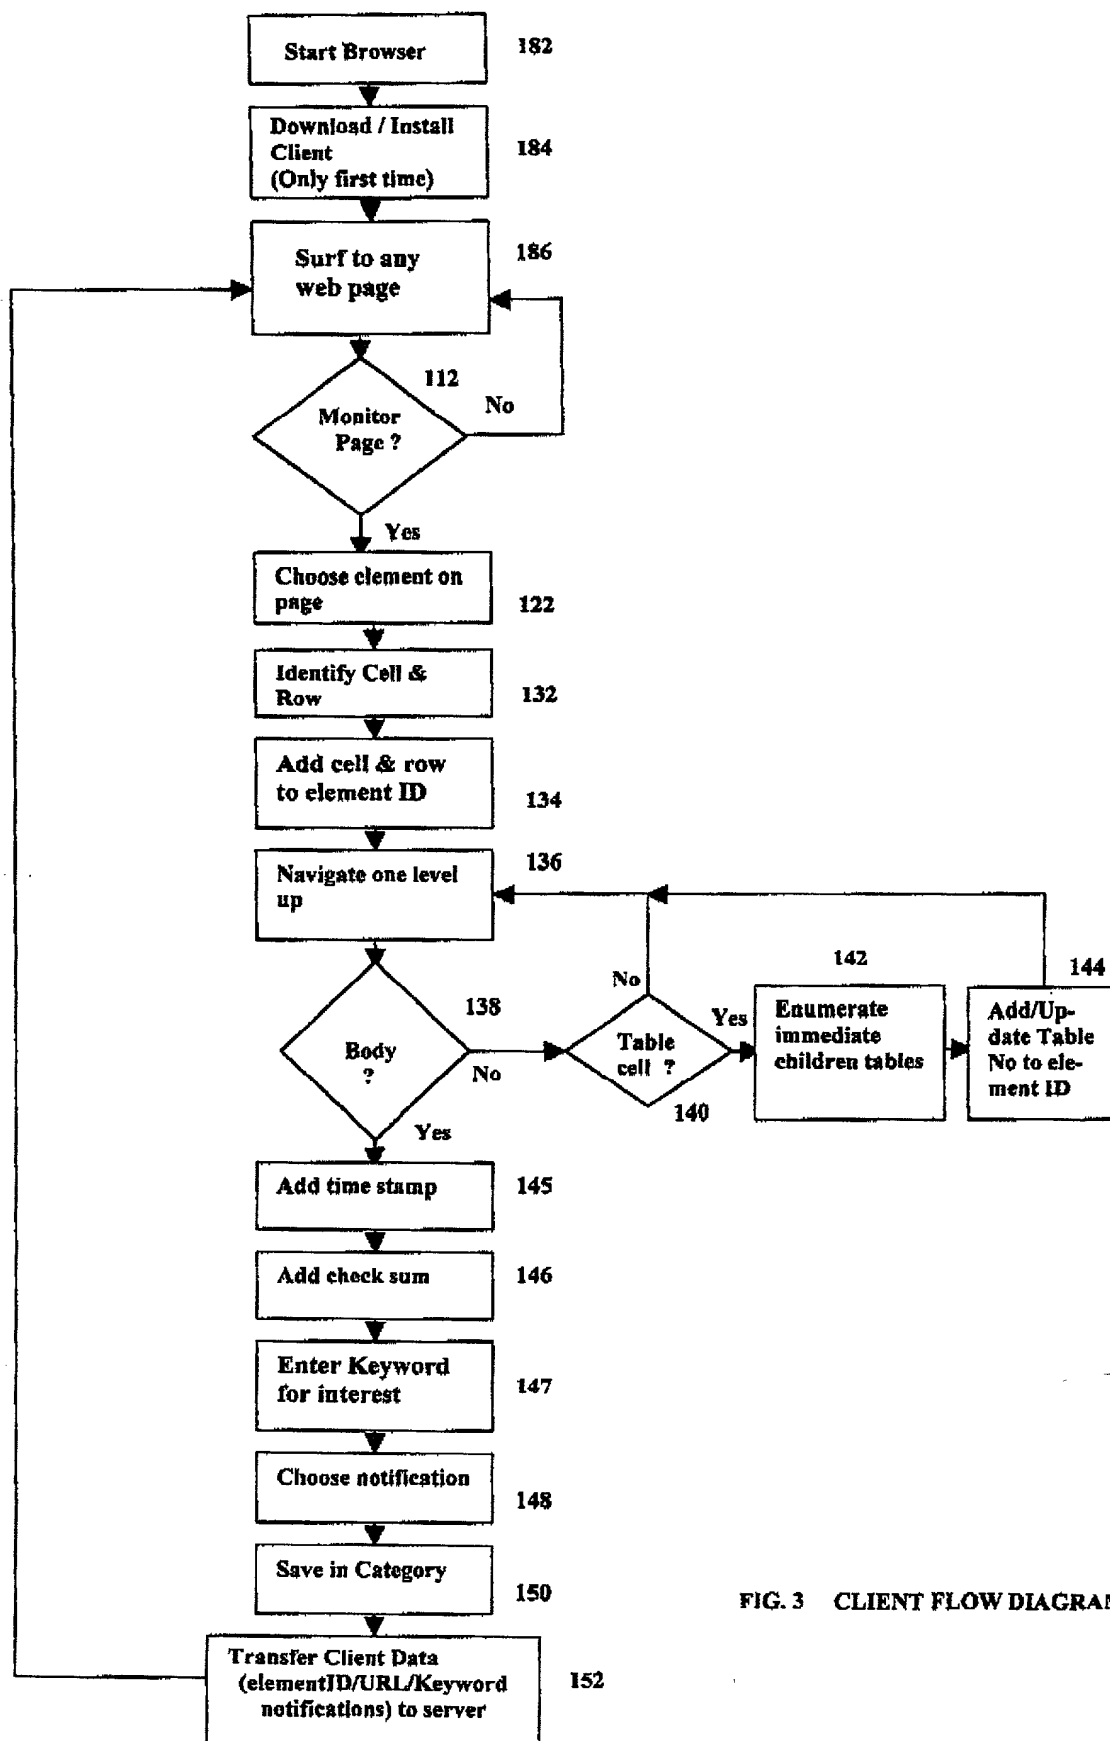 Start Browser
182
Download / Install
Client
(Only first time)
184
Surf to any
web page
186
112
Monitor
Page ?
No
Yes
Choose element on
page
122
Identify Cell &
Row
132
Add cell & row
to element ID
134
Navigate one level
up
136
Body
?
138
No
Table
cell ?
140
No
Yes
142
Enumerate
immediate
children tables
144
Add/Up-
date Table
No to ele-
ment ID
Yes
Add time stamp
145
Add check sum
146
Enter Keyword
for interest
147
Choose notification
148
Save in Category
150
Transfer Client Data
(elementID/URL/Keyword
notifications) to server
152
FIG. 3 CLIENT FLOW DIAGRAM